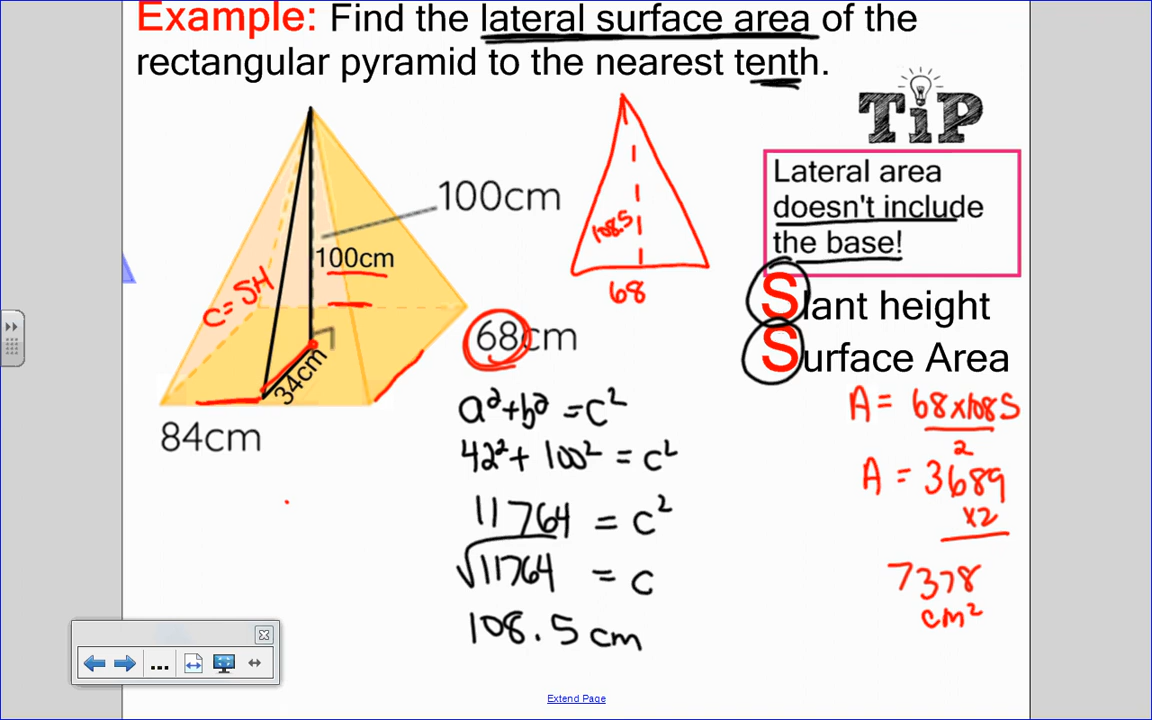 Example: Find the lateral surface area of the
rectangular pyramid to the nearest tenth.
TiP
Lateral area
doesn't include
the base!
Slant height
Surface Area
100cm
100cm
c = SH
34cm
68cm
84cm
108.5
68
a²+b² = c²
42² + 100² = c²
11764 = c²
√11764 = c
108.5 cm
A = 68x108.5
2
A = 3689
x2
7378
cm²
...
Extend Page